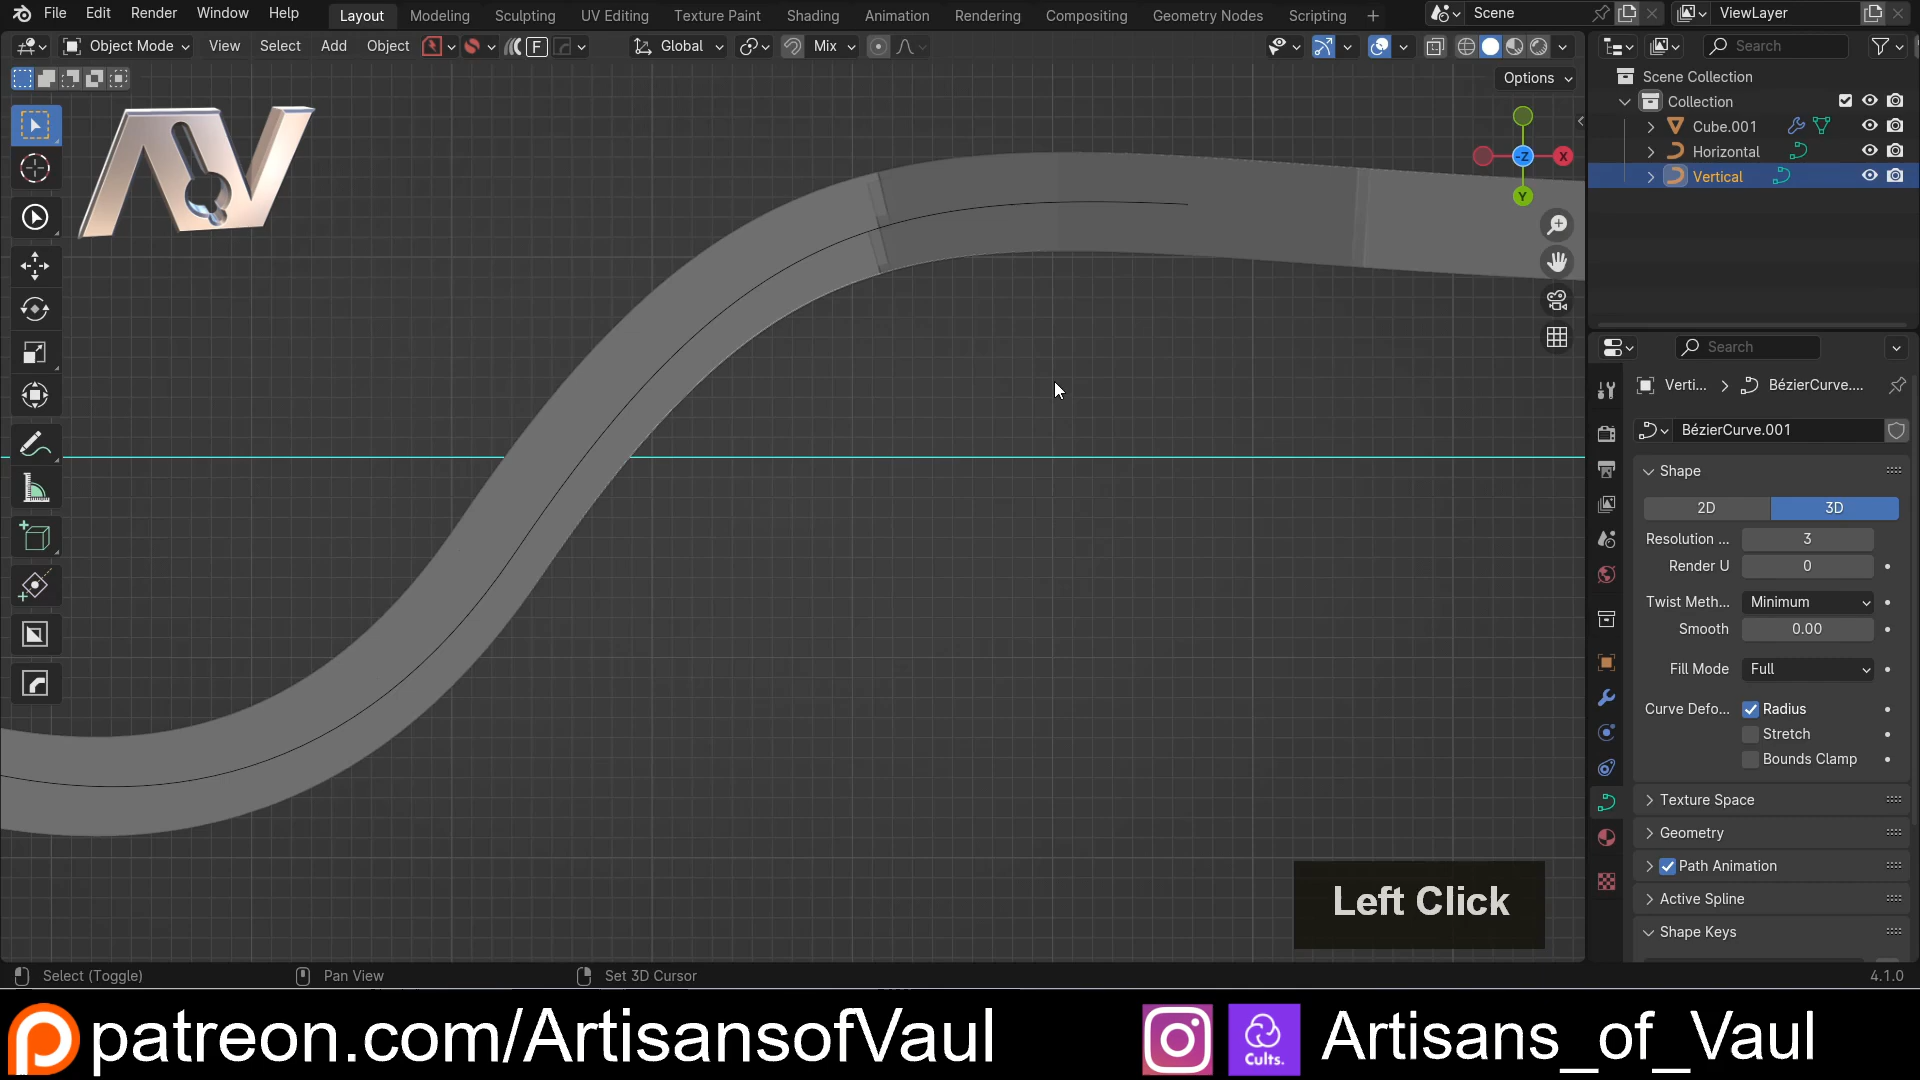 File Edit Render Window Help Layout Modeling Sculpting UV Editing Texture Paint Shading Animation Rendering Compositing Geometry Nodes Scripting + Scene ViewLayer
Object Mode View Select Add Object F Global Mix Search
Options
Scene Collection
Collection
Cube.001
Horizontal
Vertical
X
-Z
Y
AV
Search
Verti... BézierCurve....
BézierCurve.001
Shape
2D 3D
Resolution ... 3
Render U 0
Twist Meth... Minimum
Smooth 0.00
Fill Mode Full
Curve Defo... Radius
Stretch
Bounds Clamp
Texture Space
Geometry
Path Animation
Active Spline
Shape Keys
Left Click
Select (Toggle) Pan View Set 3D Cursor 4.1.0
patreon.com/ArtisansofVaul Cults. Artisans_of_Vaul